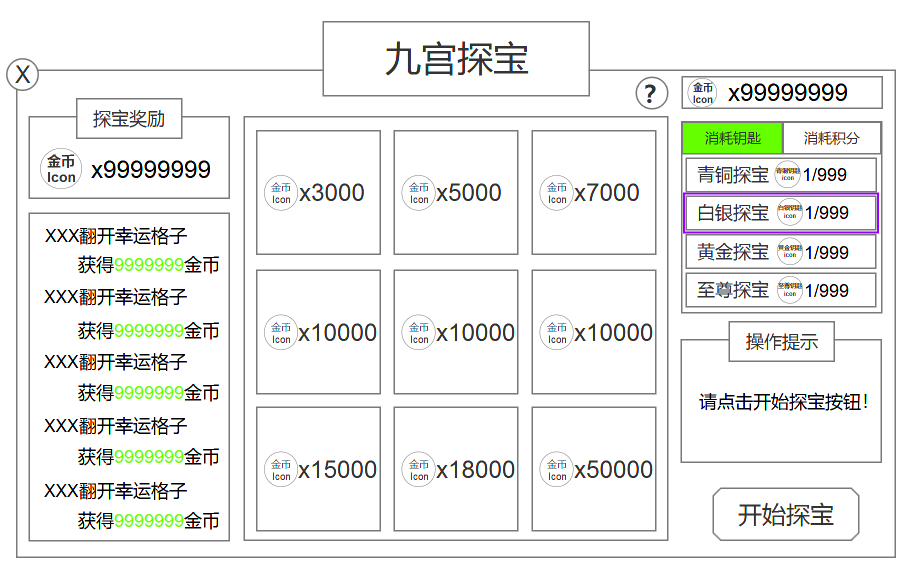 九宫探宝
X
?
金币
Icon
x99999999
探宝奖励
金币
Icon
x99999999
XXX翻开幸运格子
获得9999999金币
XXX翻开幸运格子
获得9999999金币
XXX翻开幸运格子
获得9999999金币
XXX翻开幸运格子
获得9999999金币
XXX翻开幸运格子
获得9999999金币
金币
Icon
x3000
金币
Icon
x5000
金币
Icon
x7000
金币
Icon
x10000
金币
Icon
x10000
金币
Icon
x10000
金币
Icon
x15000
金币
Icon
x18000
金币
Icon
x50000
消耗钥匙
消耗积分
青铜探宝
青铜钥匙
icon
1/999
白银探宝
白银钥匙
icon
1/999
黄金探宝
黄金钥匙
icon
1/999
至尊探宝
至尊钥匙
icon
1/999
操作提示
请点击开始探宝按钮!
开始探宝